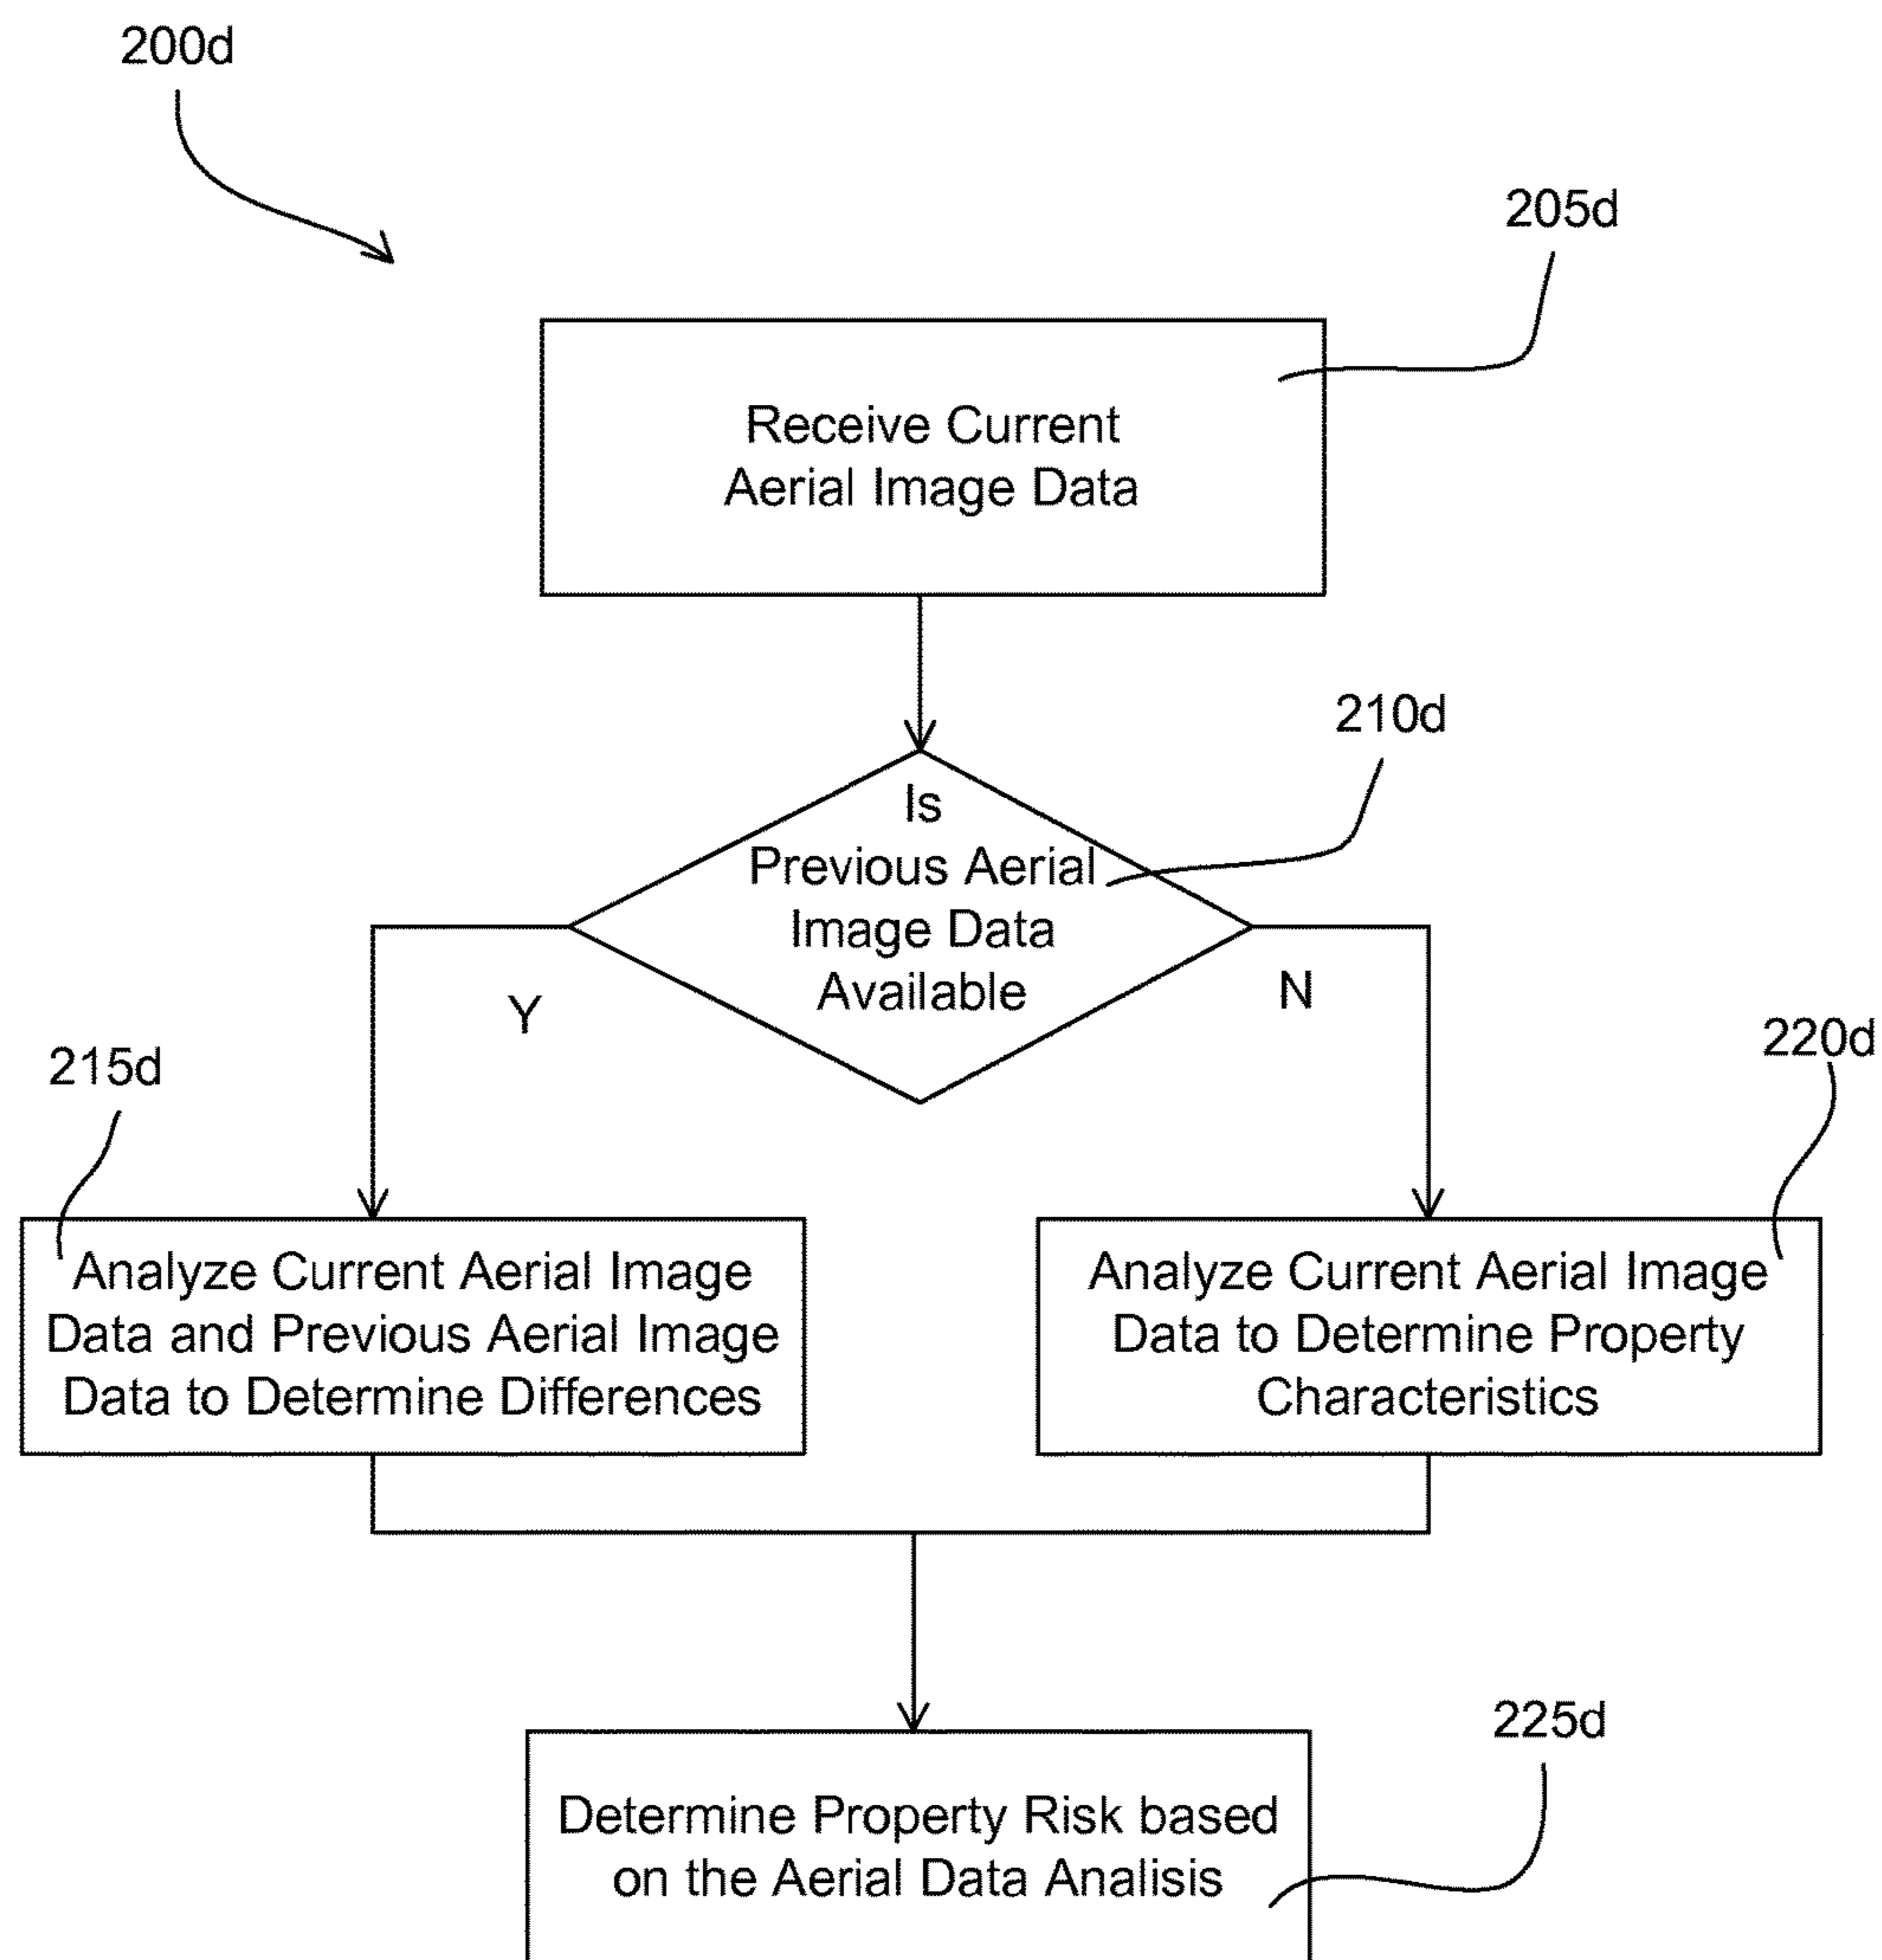 200d
205d
Receive Current
Aerial Image Data
210d
Is
Previous Aerial
Image Data
Available
Y
N
215d
220d
Analyze Current Aerial Image
Data and Previous Aerial Image
Data to Determine Differences
Analyze Current Aerial Image
Data to Determine Property
Characteristics
225d
Determine Property Risk based
on the Aerial Data Analisis